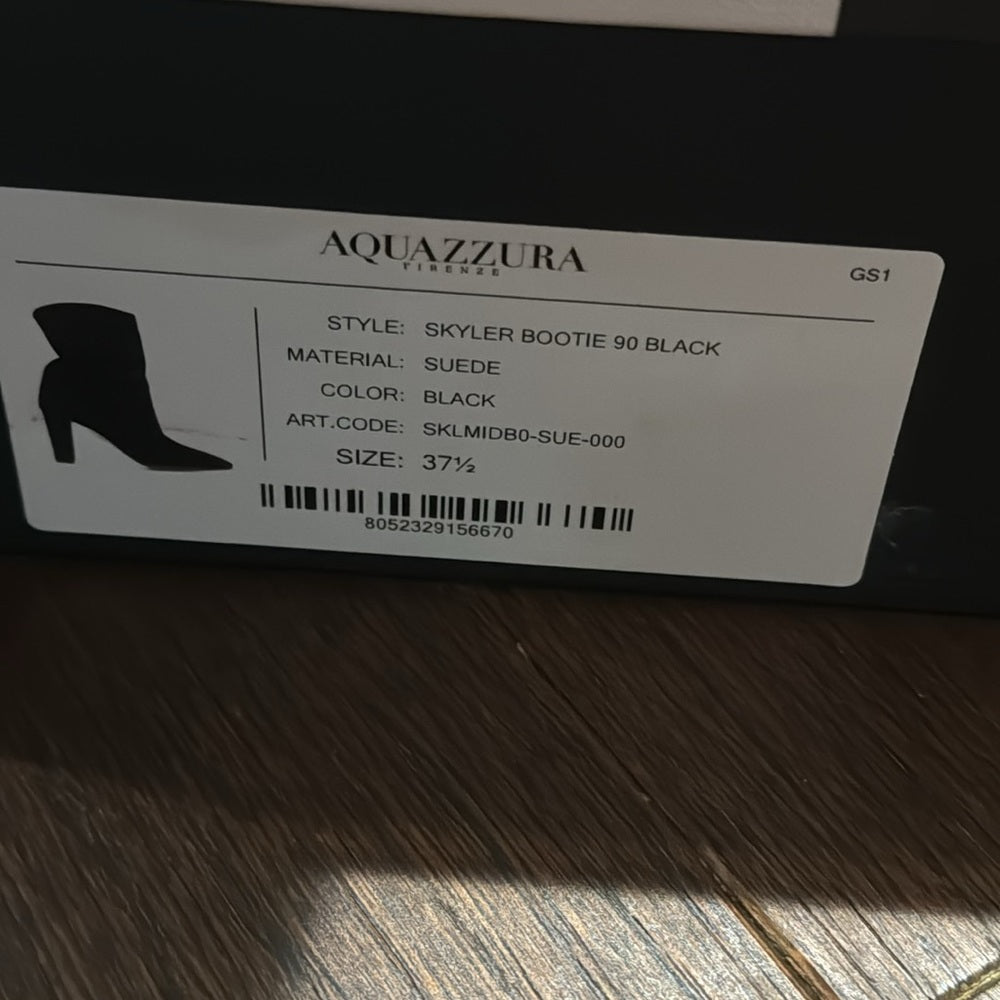 AQUAZZURA
FIRENZE
GS1
STYLE: SKYLER BOOTIE 90 BLACK
MATERIAL: SUEDE
COLOR: BLACK
ART.CODE: SKLMIDB0-SUE-000
SIZE: 37½
8052329156670